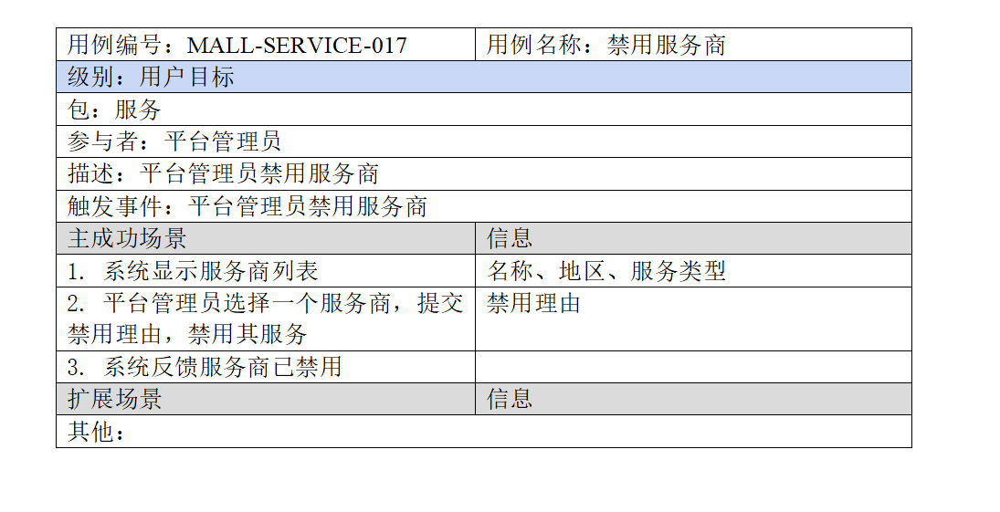 用例编号：MALL-SERVICE-017 用例名称：禁用服务商
级别：用户目标
包：服务
参与者：平台管理员
描述：平台管理员禁用服务商
触发事件：平台管理员禁用服务商
主成功场景 信息
1. 系统显示服务商列表 名称、地区、服务类型
2. 平台管理员选择一个服务商，提交 禁用理由
禁用理由，禁用其服务
3. 系统反馈服务商已禁用
扩展场景 信息
其他：